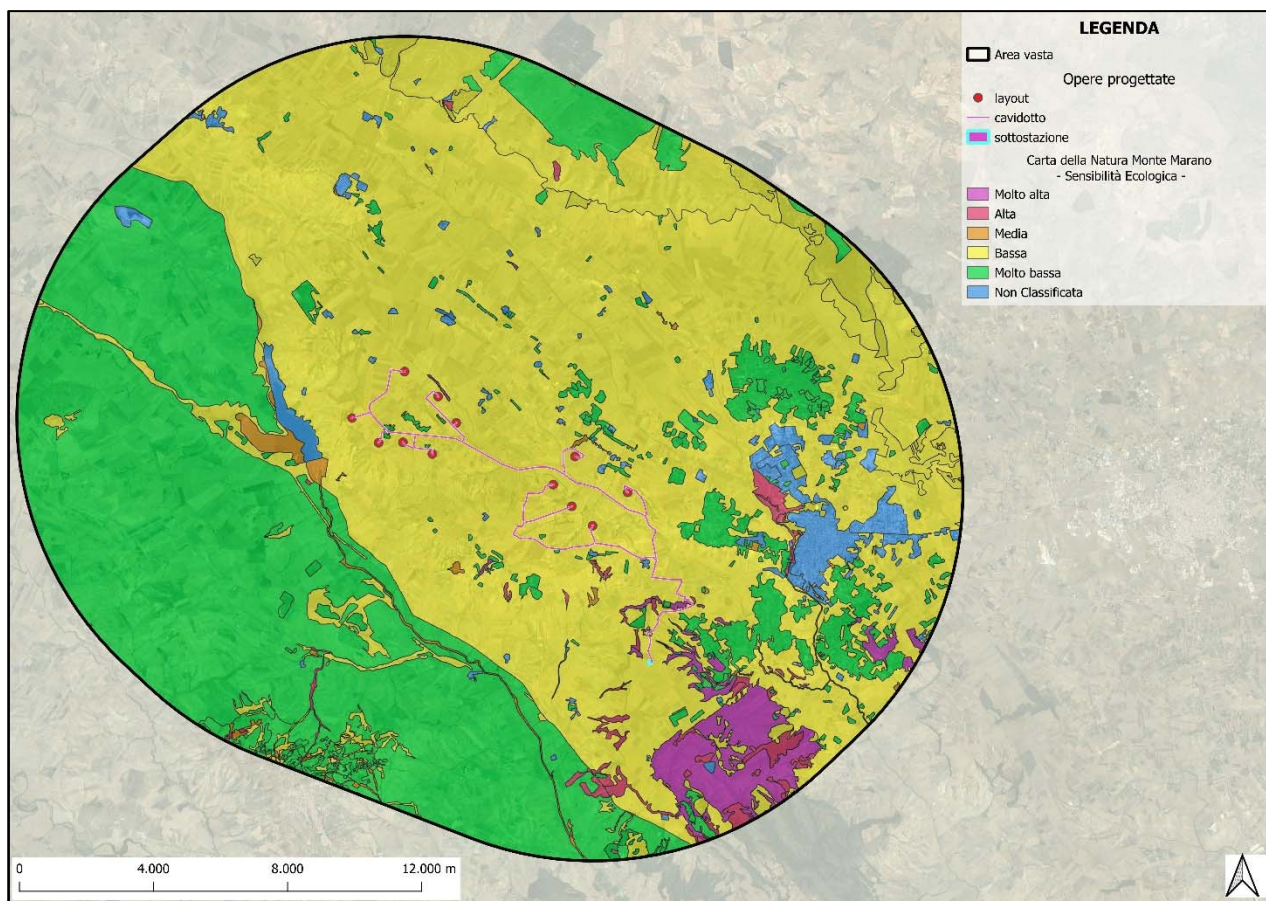 LEGENDA
Area vasta
Opere progettate
layout
cavidotto
sottostazione
Carta della Natura Monte Marano
- Sensibilità Ecologica -
Molto alta
Alta
Media
Bassa
Molto bassa
Non Classificata
0 4.000 8.000 12.000 m